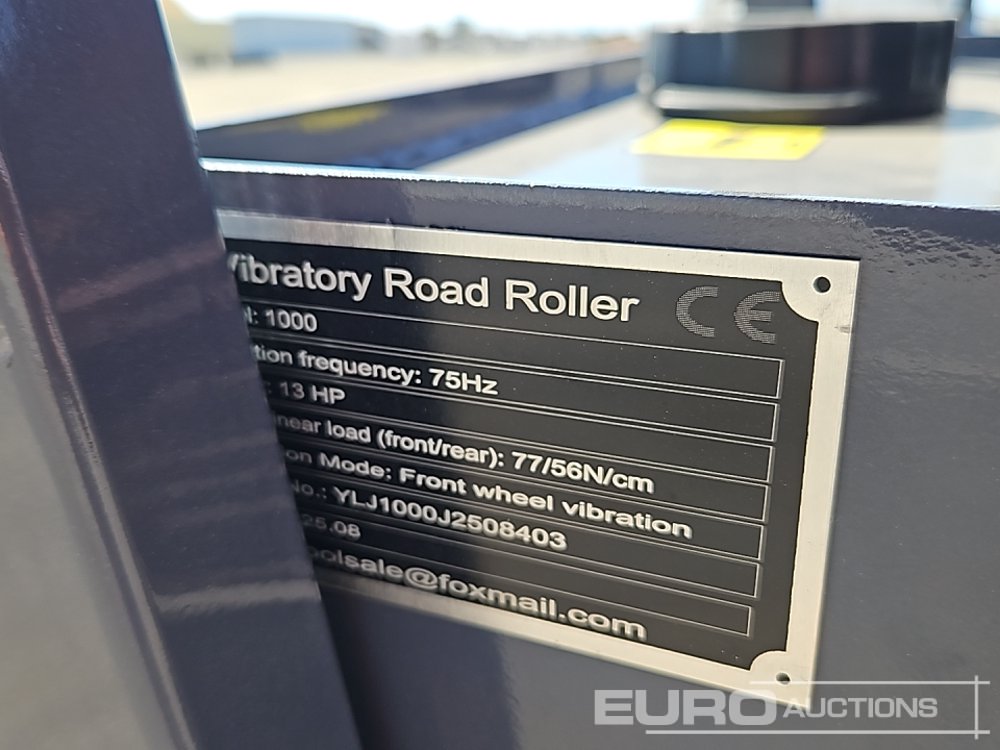 Vibratory Road Roller CE
1000
tion frequency: 75Hz
: 13 HP
near load (front/rear): 77/56N/cm
on Mode: Front wheel vibration
No.: YLJ1000J2508403
25.08
oolsale@foxmail.com
EURO AUCTIONS